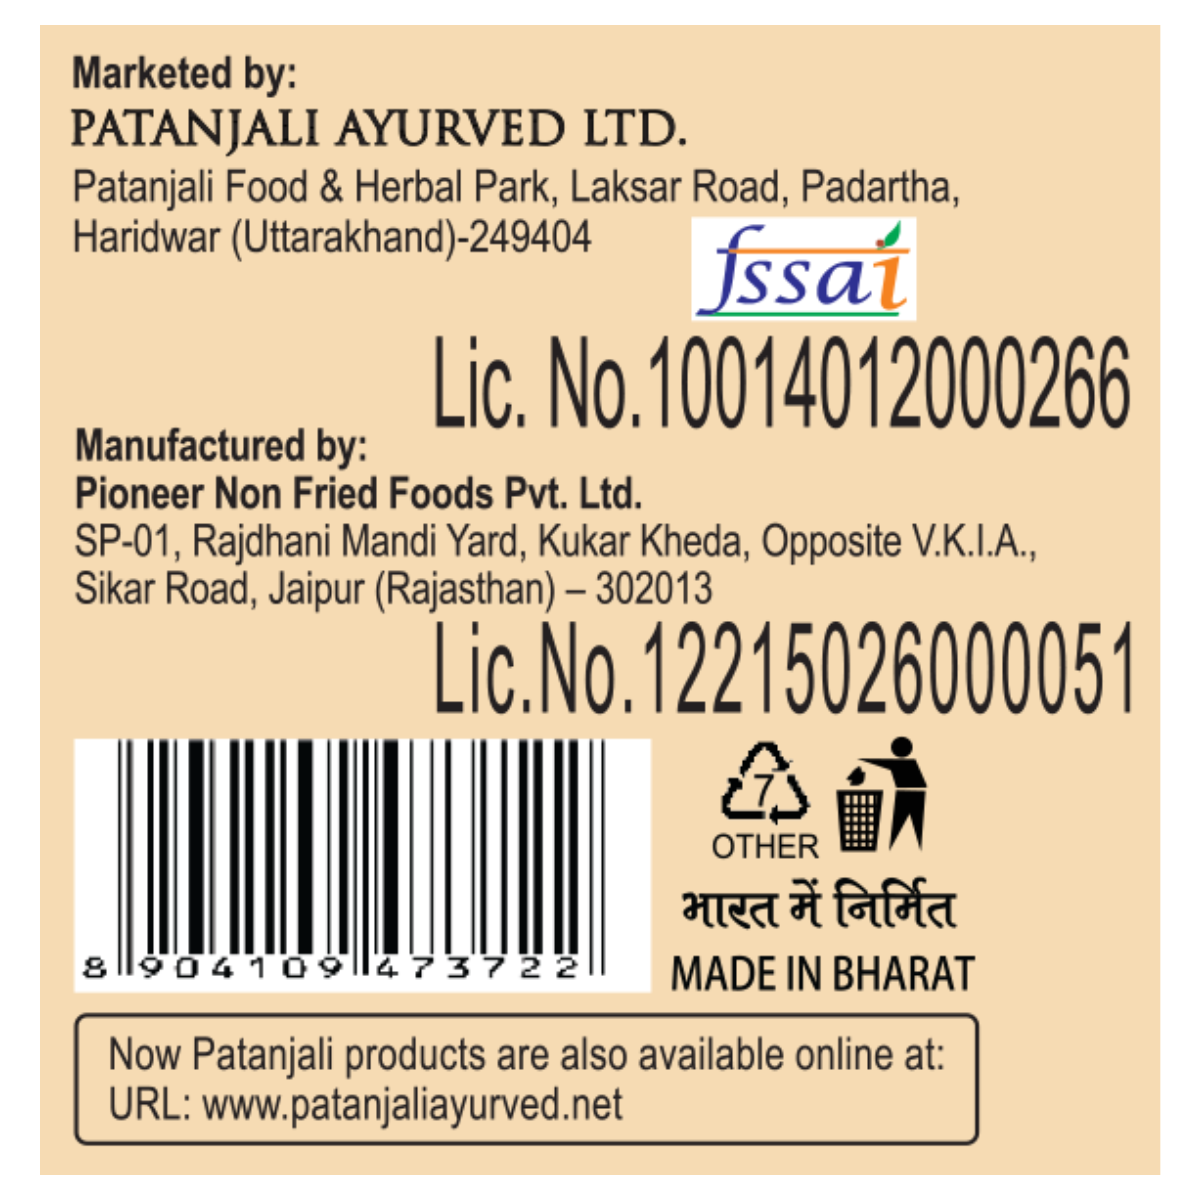 Marketed by:
PATANJALI AYURVED LTD.
Patanjali Food & Herbal Park, Laksar Road, Padartha,
Haridwar (Uttarakhand)-249404
fssai
Lic. No.10014012000266
Manufactured by:
Pioneer Non Fried Foods Pvt. Ltd.
SP-01, Rajdhani Mandi Yard, Kukar Kheda, Opposite V.K.I.A.,
Sikar Road, Jaipur (Rajasthan) – 302013
Lic.No.12215026000051
8 904109 473722
7
OTHER
भारत में निर्मित
MADE IN BHARAT
Now Patanjali products are also available online at:
URL: www.patanjaliayurved.net